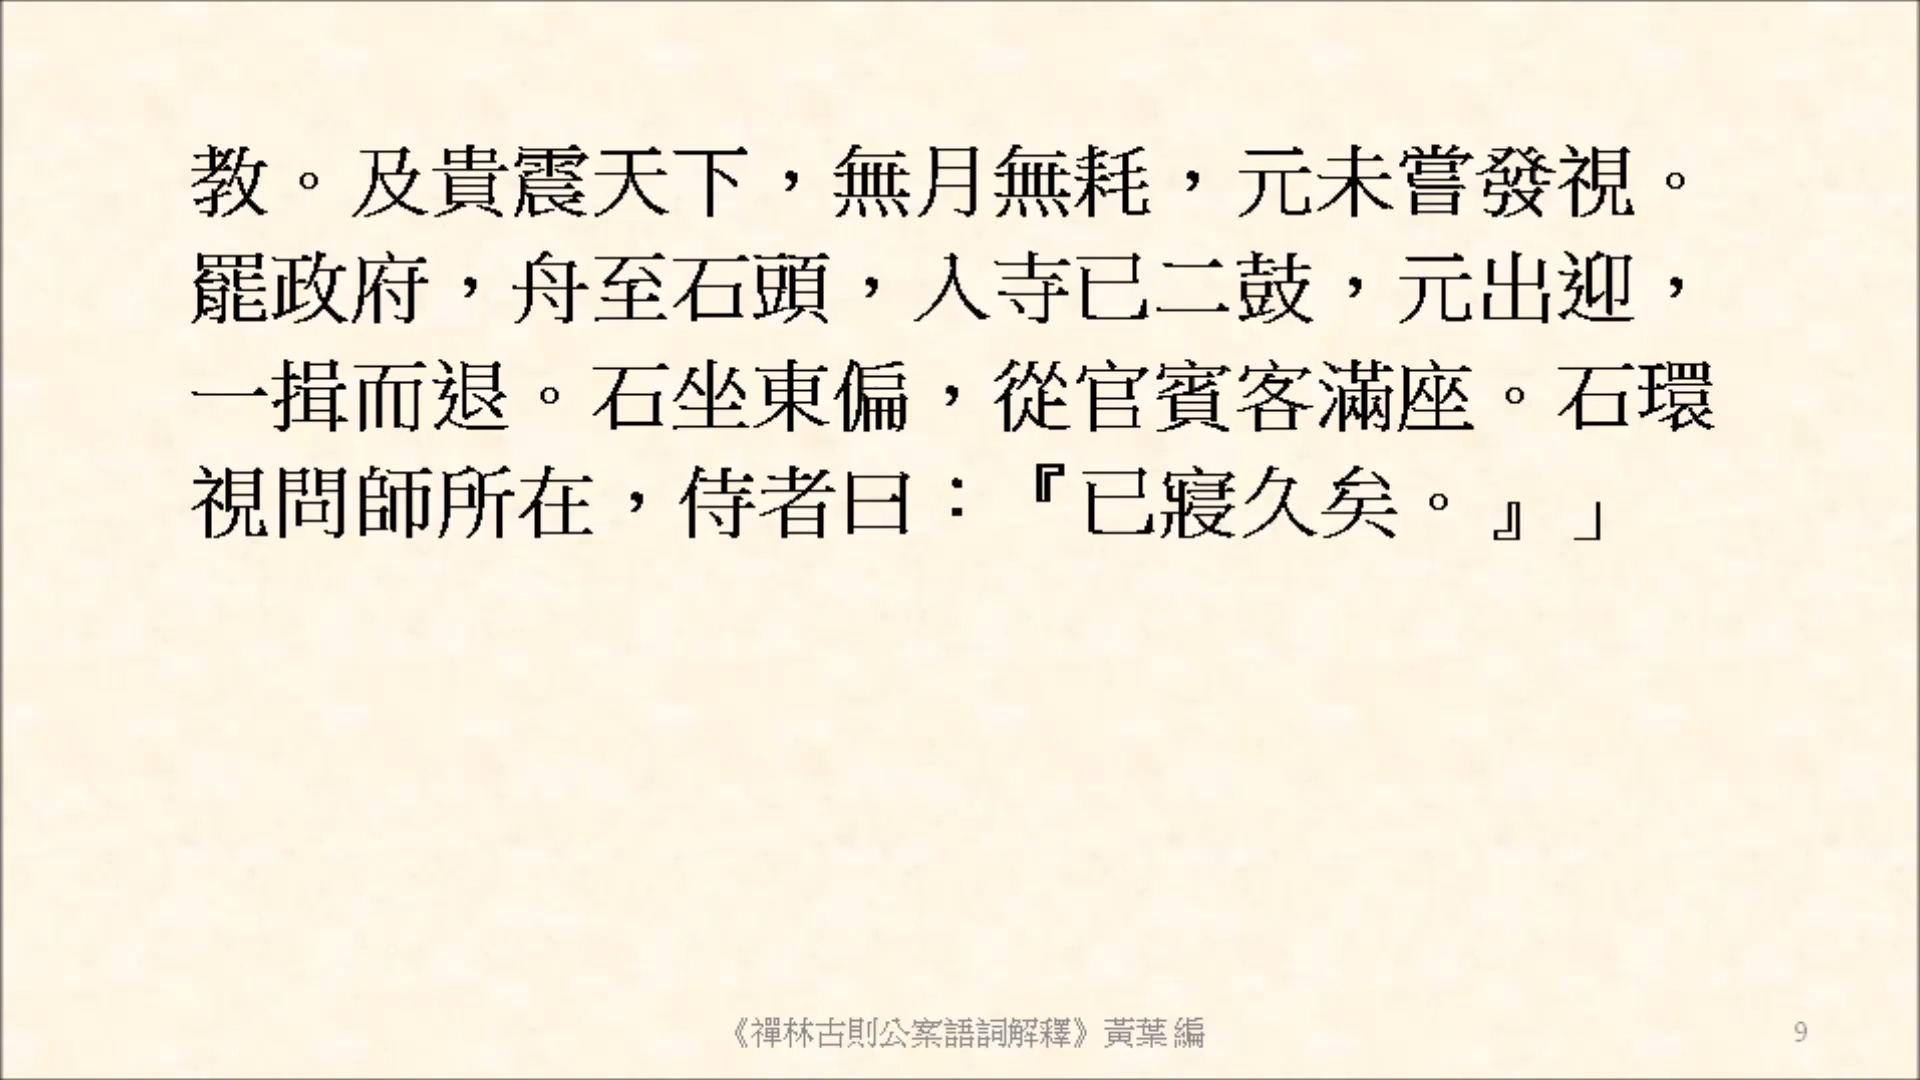 教。及貴震天下，無月無耗，元未嘗發視。
罷政府，舟至石頭，入寺已二鼓，元出迎，
一揖而退。石坐東偏，從官賓客滿座。石環
視問師所在，侍者曰：『已寢久矣。』」
《禪林古則公案語詞解釋》黃葉 編
9